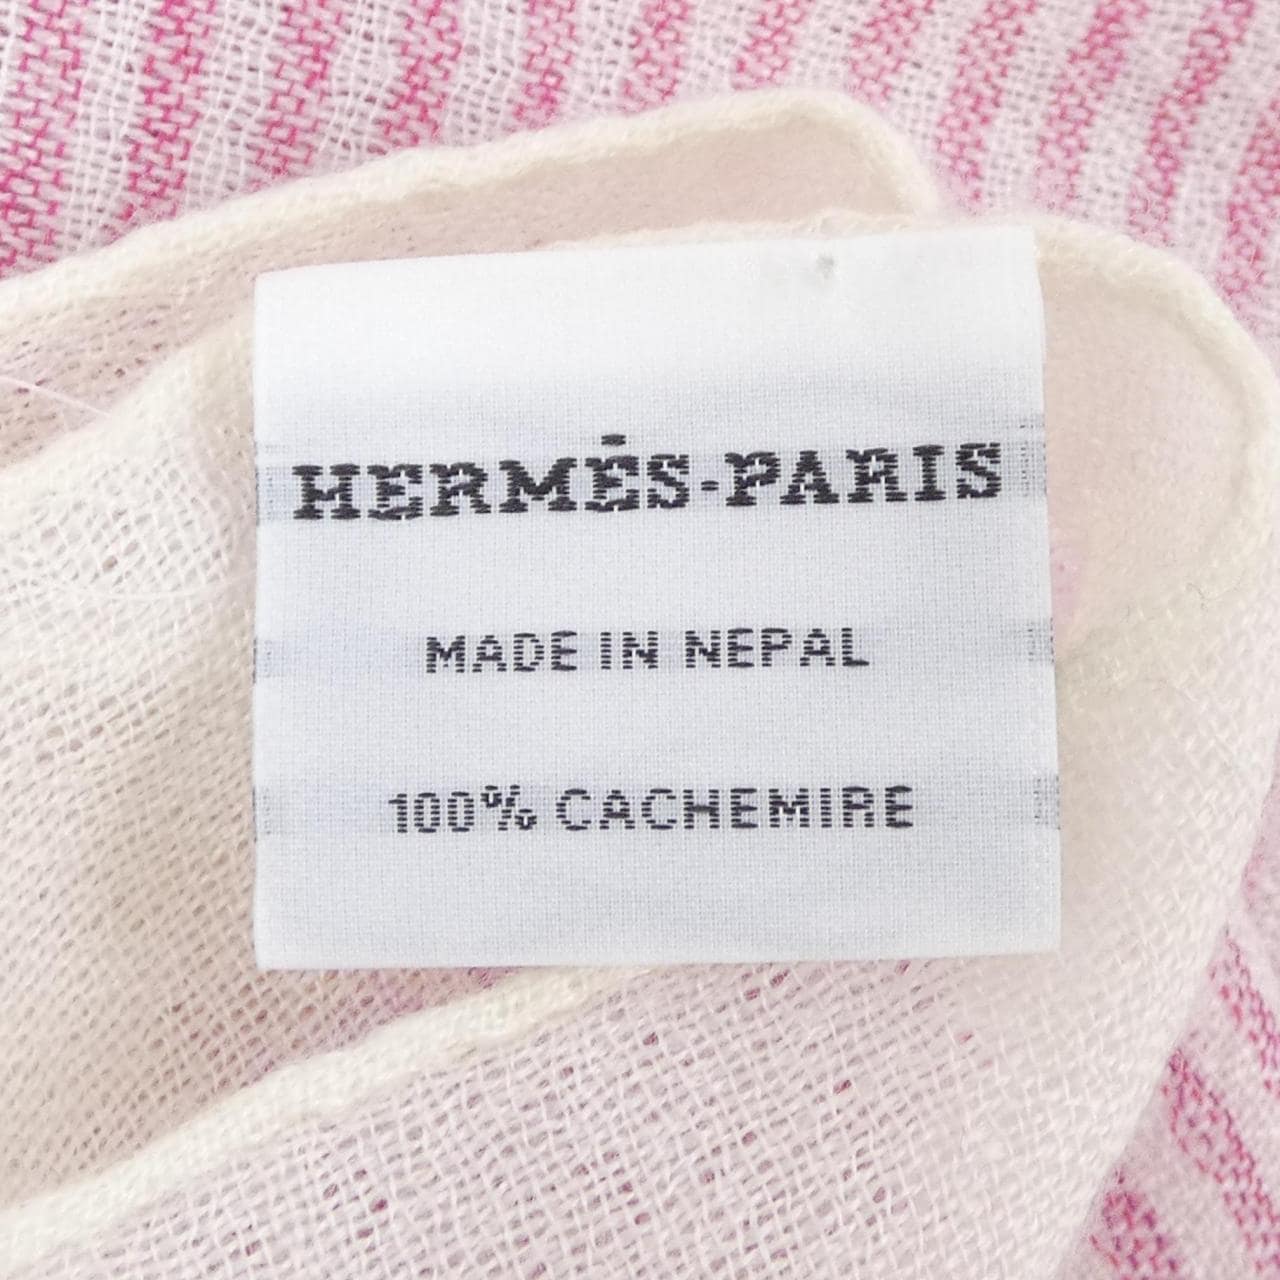 HERMÈS-PARIS
MADE IN NEPAL
100% CACHEMIRE